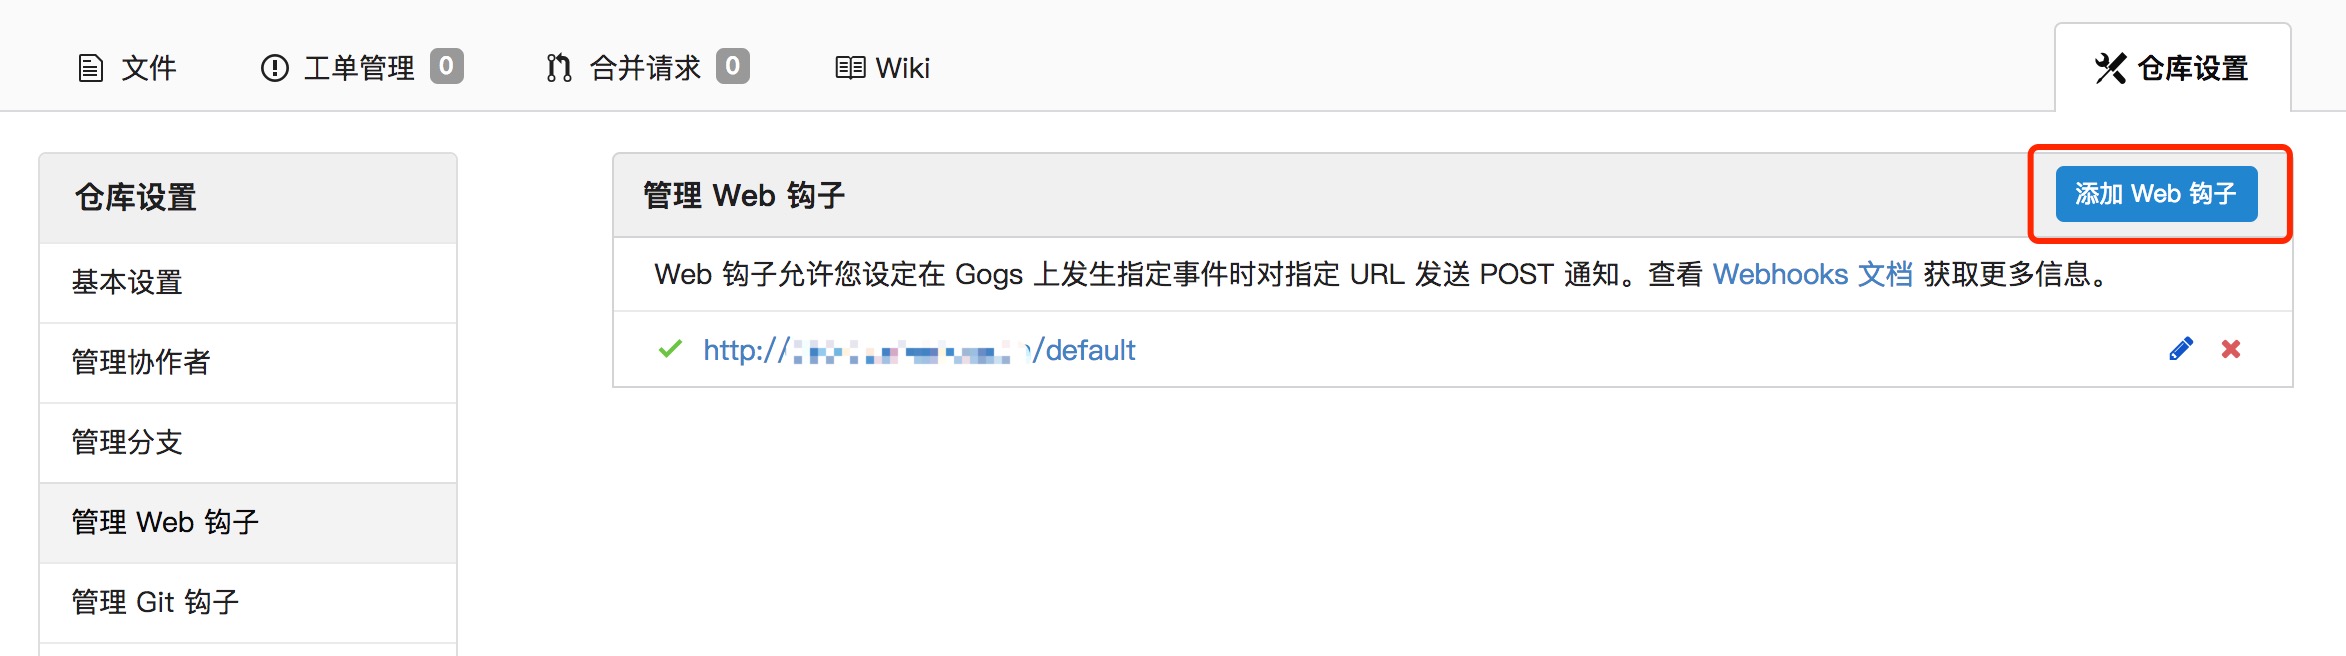 文件 工单管理 0 合并请求 0 Wiki 仓库设置
仓库设置
基本设置
管理协作者
管理分支
管理 Web 钩子
管理 Git 钩子
管理 Web 钩子 添加 Web 钩子
Web 钩子允许您设定在 Gogs 上发生指定事件时对指定 URL 发送 POST 通知。查看 Webhooks 文档 获取更多信息。
http:// /default